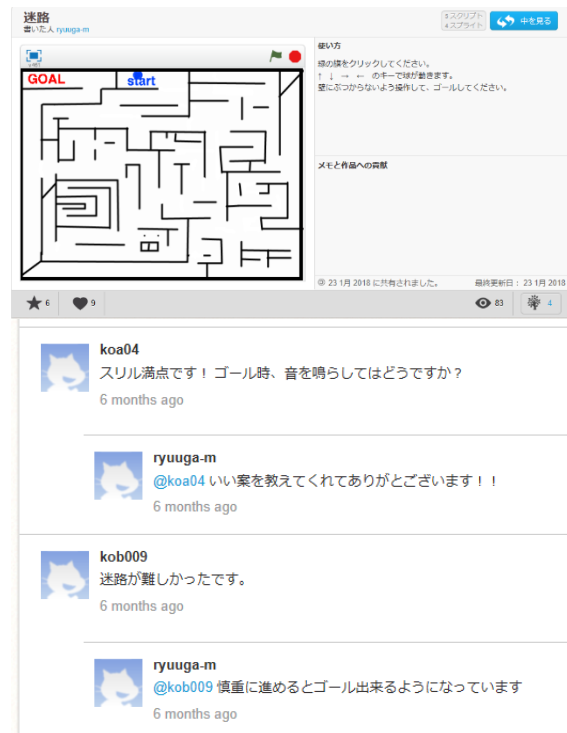 迷路
書いた人 ryuuga-m
5スクリプト
4スプライト
中を見る
GOAL
start
使い方
緑の旗をクリックしてください。
↑ ↓ → ← のキーで球が動きます。
壁にぶつからないよう操作して、ゴールしてください。
メモと作品への貢献
© 23 1月 2018 に共有されました。
最終更新日: 23 1月 2018
6
9
83
4
koa04
スリル満点です！ ゴール時、音を鳴らしてはどうですか？
6 months ago
ryuuga-m
@koa04 いい案を教えてくれてありがとございます！！
6 months ago
kob009
迷路が難しかったです。
6 months ago
ryuuga-m
@kob009 慎重に進めるとゴール出来るようになっています
6 months ago